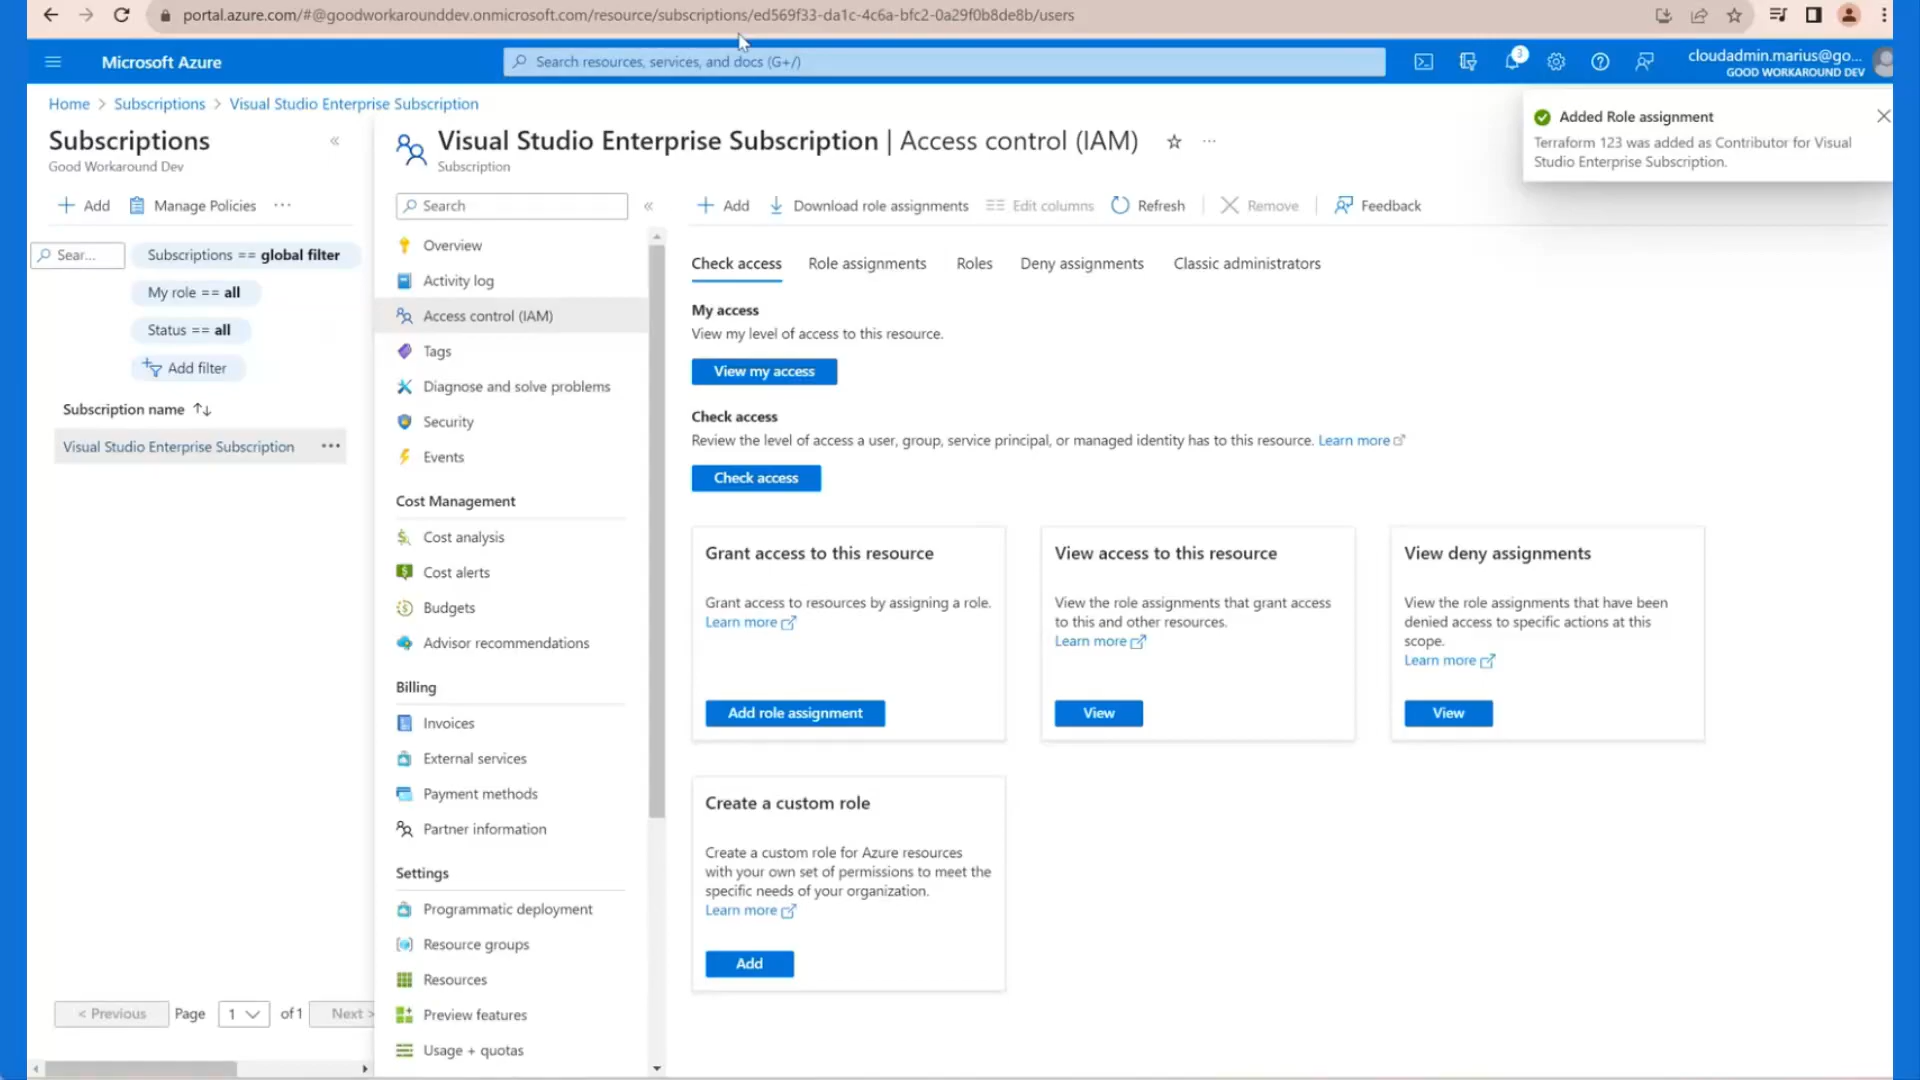 portal.azure.com/#@goodworkarounddev.onmicrosoft.com/resource/subscriptions/ed569f33-da1c-4c6a-bfc2-0a29f0b8de8b/users
Microsoft Azure
Search resources, services, and docs (G+/)
3
cloudadmin.marius@go...
GOOD WORKAROUND DEV
Home > Subscriptions > Visual Studio Enterprise Subscription
Subscriptions
Good Workaround Dev
Add
Manage Policies
Sear...
Subscriptions == global filter
My role == all
Status == all
Add filter
Subscription name
Visual Studio Enterprise Subscription
< Previous
Page
1
of 1
Next >
Visual Studio Enterprise Subscription | Access control (IAM)
Subscription
Search
Overview
Activity log
Access control (IAM)
Tags
Diagnose and solve problems
Security
Events
Cost Management
Cost analysis
Cost alerts
Budgets
Advisor recommendations
Billing
Invoices
External services
Payment methods
Partner information
Settings
Programmatic deployment
Resource groups
Resources
Preview features
Usage + quotas
Add
Download role assignments
Edit columns
Refresh
Remove
Feedback
Check access
Role assignments
Roles
Deny assignments
Classic administrators
My access
View my level of access to this resource.
View my access
Check access
Review the level of access a user, group, service principal, or managed identity has to this resource. Learn more
Check access
Grant access to this resource
Grant access to resources by assigning a role.
Learn more
Add role assignment
View access to this resource
View the role assignments that grant access
to this and other resources.
Learn more
View
View deny assignments
View the role assignments that have been
denied access to specific actions at this
scope.
Learn more
View
Create a custom role
Create a custom role for Azure resources
with your own set of permissions to meet the
specific needs of your organization.
Learn more
Add
Added Role assignment
Terraform 123 was added as Contributor for Visual
Studio Enterprise Subscription.